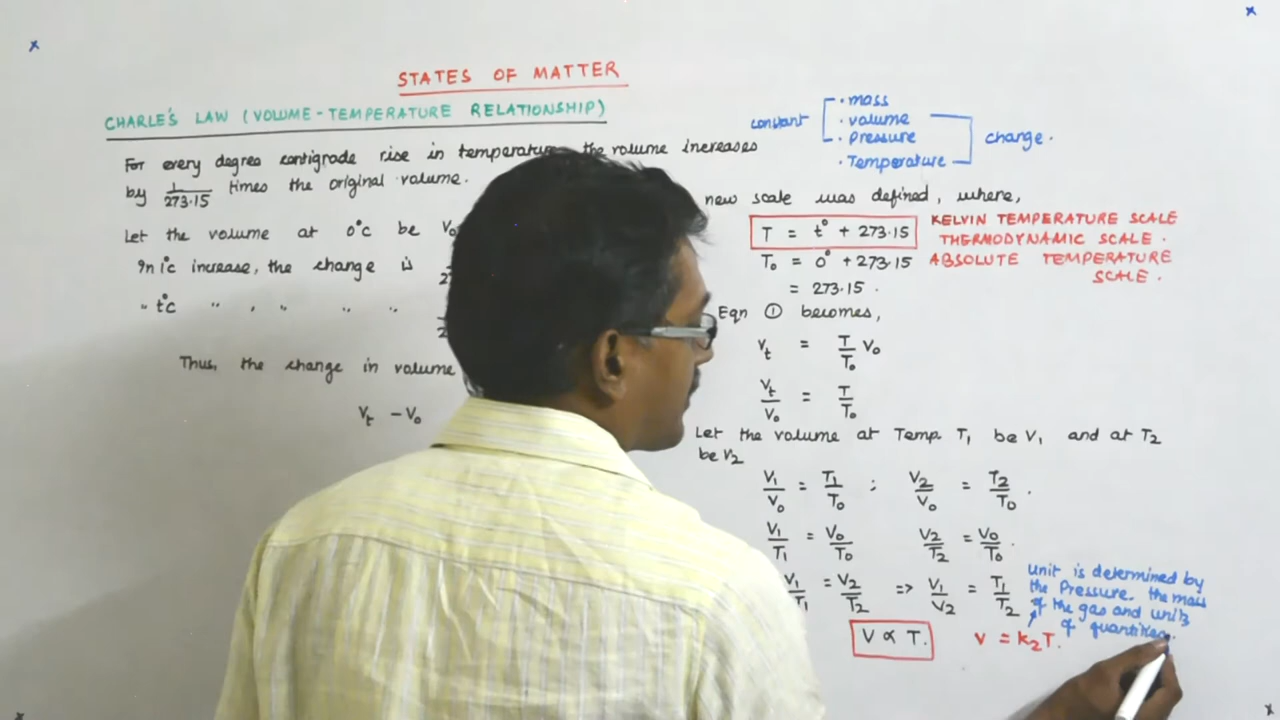 STATES OF MATTER
CHARLE'S LAW (VOLUME-TEMPERATURE RELATIONSHIP)
For every degree centigrade rise in temperature the volume increases
by 1/273.15 times the original volume.
Let the volume at 0°C be V₀
In 1°C increase, the change is
" t°C " , " " "
Thus, the change in volume
Vt - V₀
constant
· mass
· volume
· Pressure
· Temperature
change.
new scale was defined, where,
T = t° + 273.15
KELVIN TEMPERATURE SCALE
THERMODYNAMIC SCALE.
T₀ = 0° + 273.15
ABSOLUTE TEMPERATURE
SCALE.
= 273.15.
Eqn ① becomes,
Vt = T/T₀ V₀
Vt/V₀ = T/T₀
Let the volume at Temp. T₁ be V₁ and at T₂
be V₂
V₁/V₀ = T₁/T₀ ; V₂/V₀ = T₂/T₀.
V₁/T₁ = V₀/T₀ V₂/T₂ = V₀/T₀.
V₁/T₁ = V₂/T₂ => V₁/V₂ = T₁/T₂
unit is determined by
the Pressure, the mass
of the gas and units
of quantities.
V ∝ T.
V = k₂T.